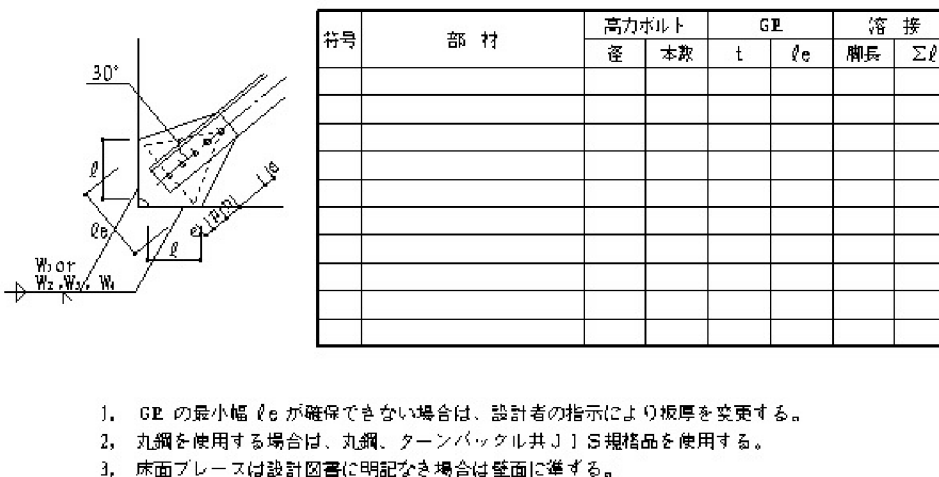 30°
ℓ
ℓe
ℓ
W₁ or
W₂ ,W₃, W₄
符号 部 材 高力ボルト GPL 溶 接
径 本数 t ℓe 脚長 Σℓ
1. GPL の最小幅 ℓe が確保できない場合は、設計者の指示により板厚を変更する。
2, 丸鋼を使用する場合は、丸鋼、ターンバックル共JIS規格品を使用する。
3. 床面ブレースは設計図書に明記なき場合は壁面に準ずる。